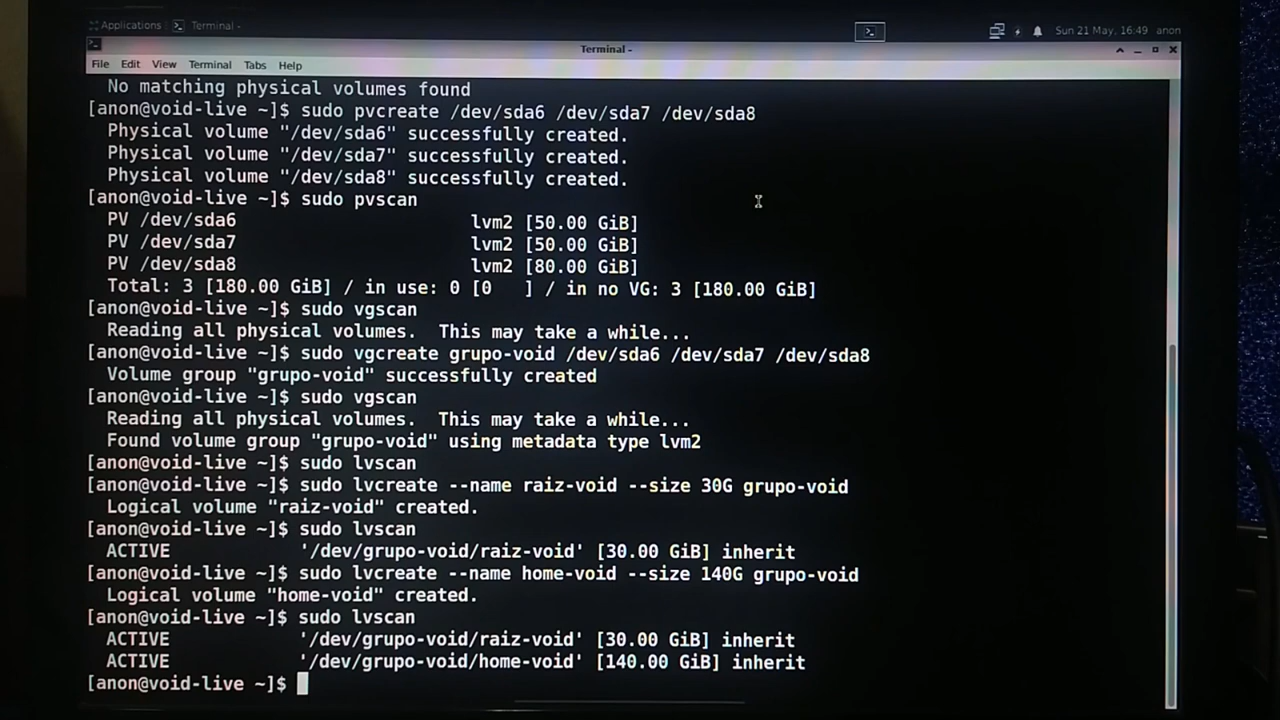 Applications
Terminal -
Sun 21 May, 16:49 anon
Terminal -
File Edit View Terminal Tabs Help
No matching physical volumes found
[anon@void-live ~]$ sudo pvcreate /dev/sda6 /dev/sda7 /dev/sda8
Physical volume "/dev/sda6" successfully created.
Physical volume "/dev/sda7" successfully created.
Physical volume "/dev/sda8" successfully created.
[anon@void-live ~]$ sudo pvscan
PV /dev/sda6 lvm2 [50.00 GiB]
PV /dev/sda7 lvm2 [50.00 GiB]
PV /dev/sda8 lvm2 [80.00 GiB]
Total: 3 [180.00 GiB] / in use: 0 [0 ] / in no VG: 3 [180.00 GiB]
[anon@void-live ~]$ sudo vgscan
Reading all physical volumes. This may take a while...
[anon@void-live ~]$ sudo vgcreate grupo-void /dev/sda6 /dev/sda7 /dev/sda8
Volume group "grupo-void" successfully created
[anon@void-live ~]$ sudo vgscan
Reading all physical volumes. This may take a while...
Found volume group "grupo-void" using metadata type lvm2
[anon@void-live ~]$ sudo lvscan
[anon@void-live ~]$ sudo lvcreate --name raiz-void --size 30G grupo-void
Logical volume "raiz-void" created.
[anon@void-live ~]$ sudo lvscan
ACTIVE '/dev/grupo-void/raiz-void' [30.00 GiB] inherit
[anon@void-live ~]$ sudo lvcreate --name home-void --size 140G grupo-void
Logical volume "home-void" created.
[anon@void-live ~]$ sudo lvscan
ACTIVE '/dev/grupo-void/raiz-void' [30.00 GiB] inherit
ACTIVE '/dev/grupo-void/home-void' [140.00 GiB] inherit
[anon@void-live ~]$